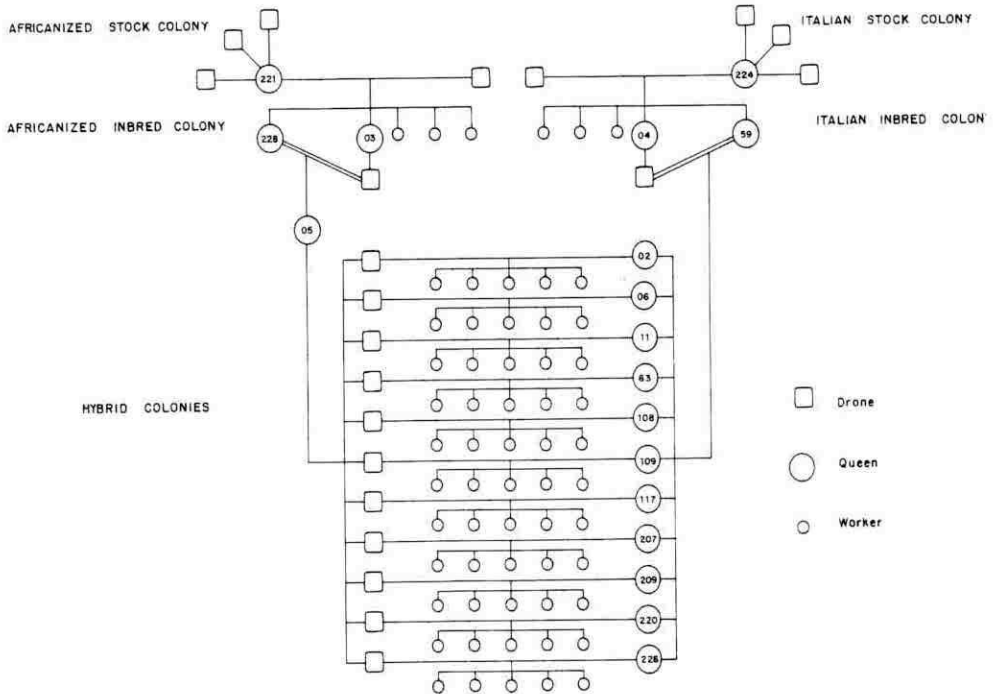 AFRICANIZED STOCK COLONY
ITALIAN STOCK COLONY
221
224
AFRICANIZED INBRED COLONY
228
03
04
59
ITALIAN INBRED COLON
05
02
06
11
63
108
HYBRID COLONIES
109
117
207
209
220
226
Drone
Queen
Worker